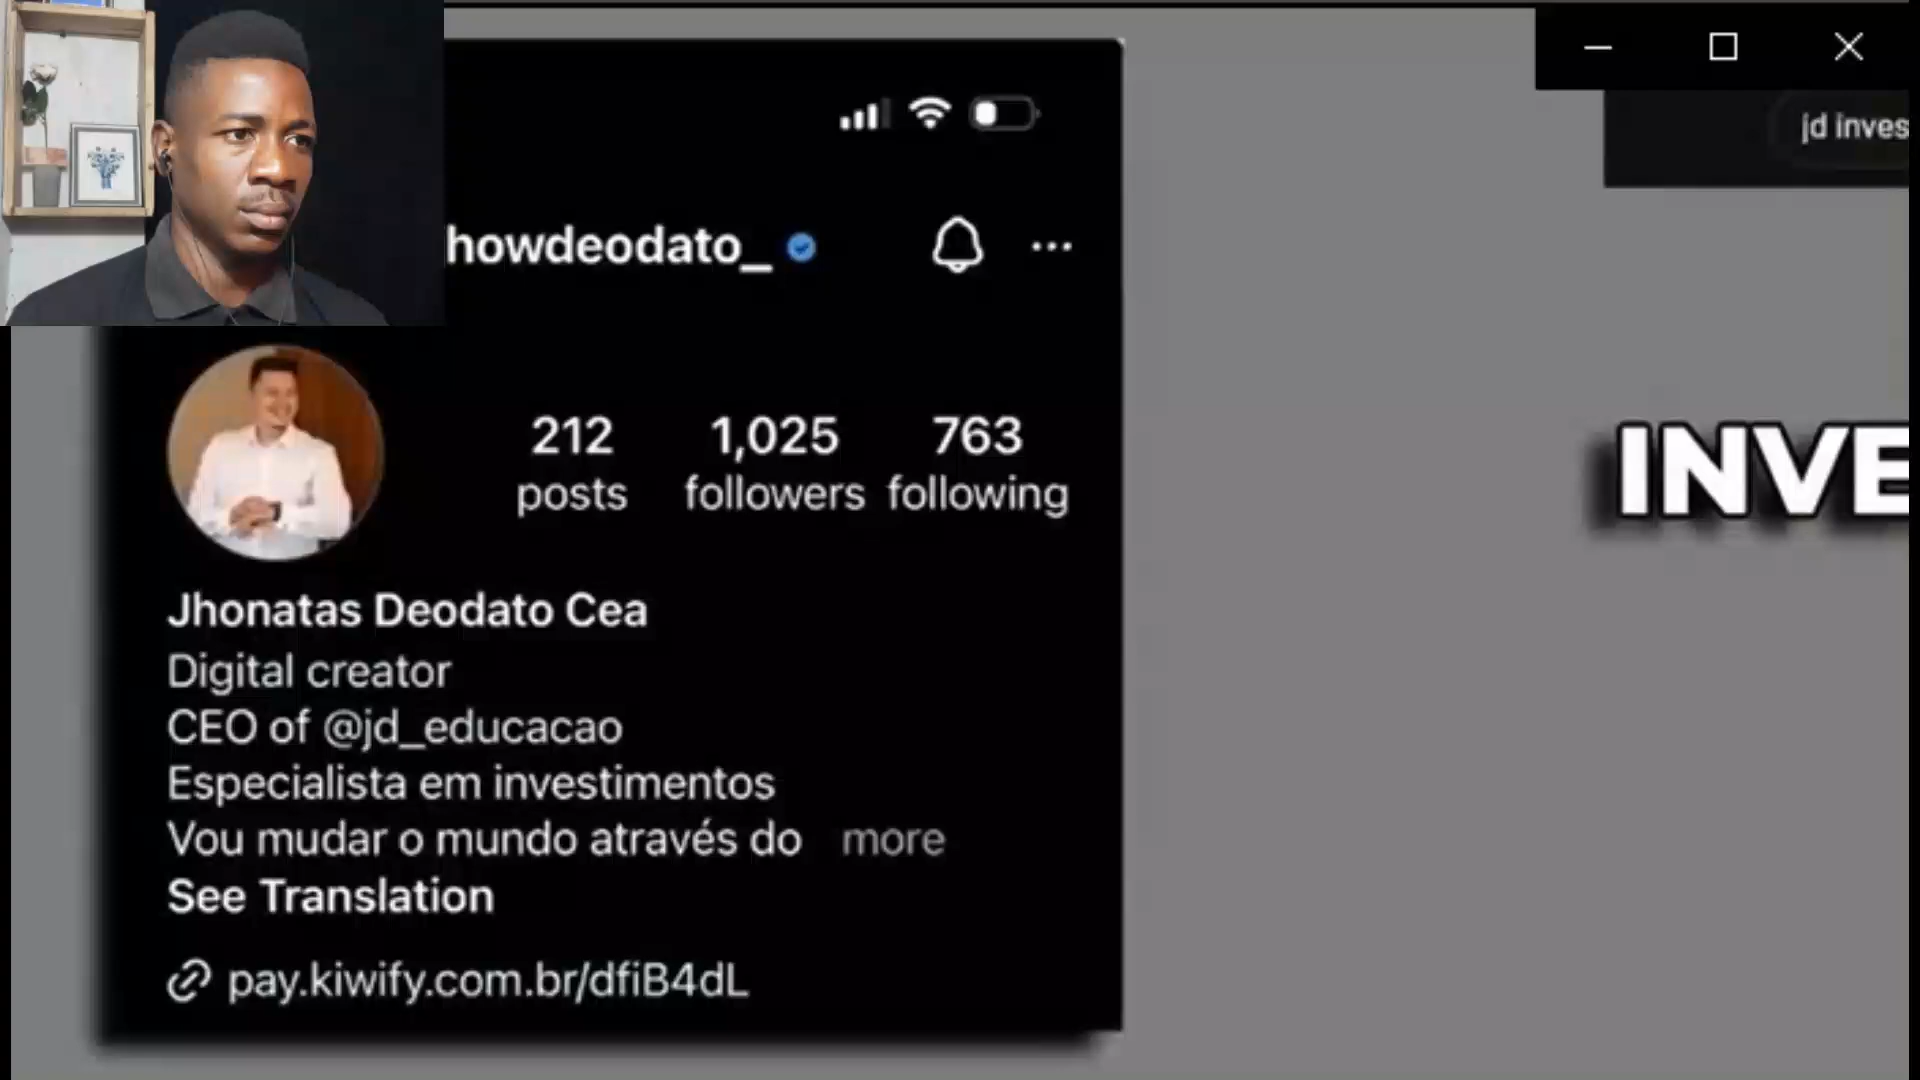 howdeodato_
212 1,025 763
posts followers following
Jhonatas Deodato Cea
Digital creator
CEO of @jd_educacao
Especialista em investimentos
Vou mudar o mundo através do more
See Translation
pay.kiwify.com.br/dfiB4dL
jd inves
INVE